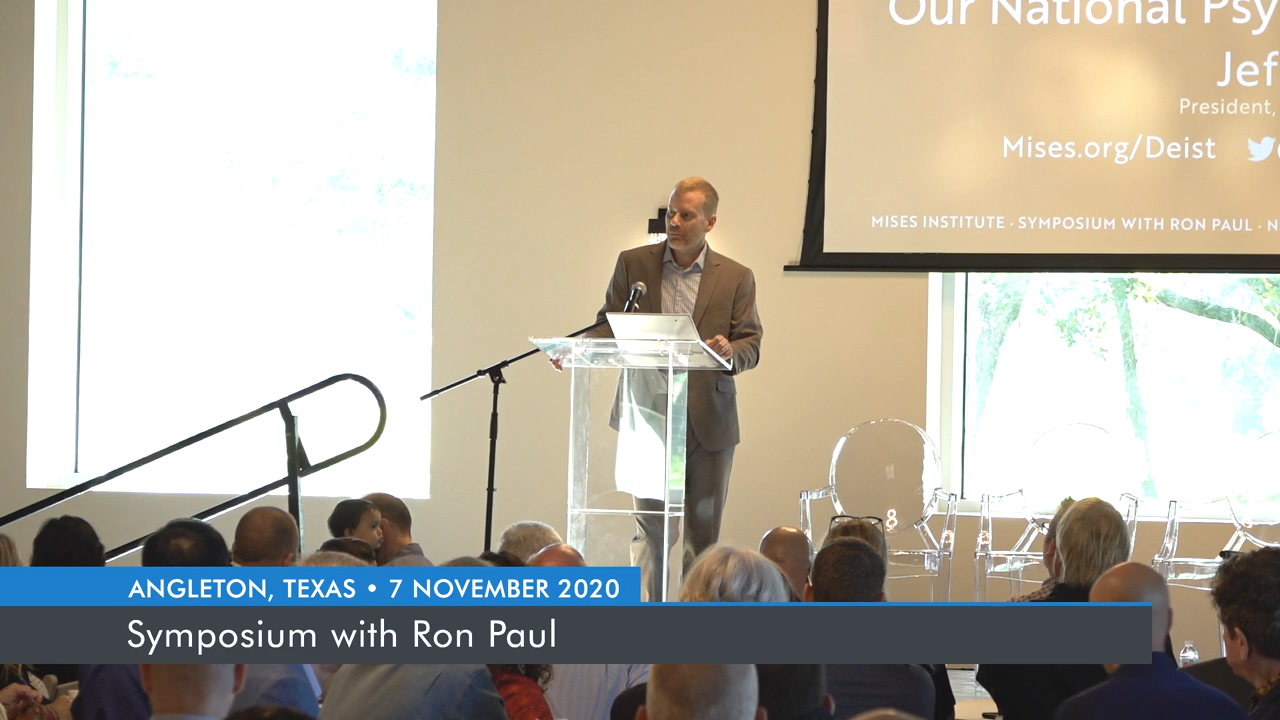 Our National Psy
Jef
President,
Mises.org/Deist
MISES INSTITUTE · SYMPOSIUM WITH RON PAUL · N
ANGLETON, TEXAS • 7 NOVEMBER 2020
Symposium with Ron Paul